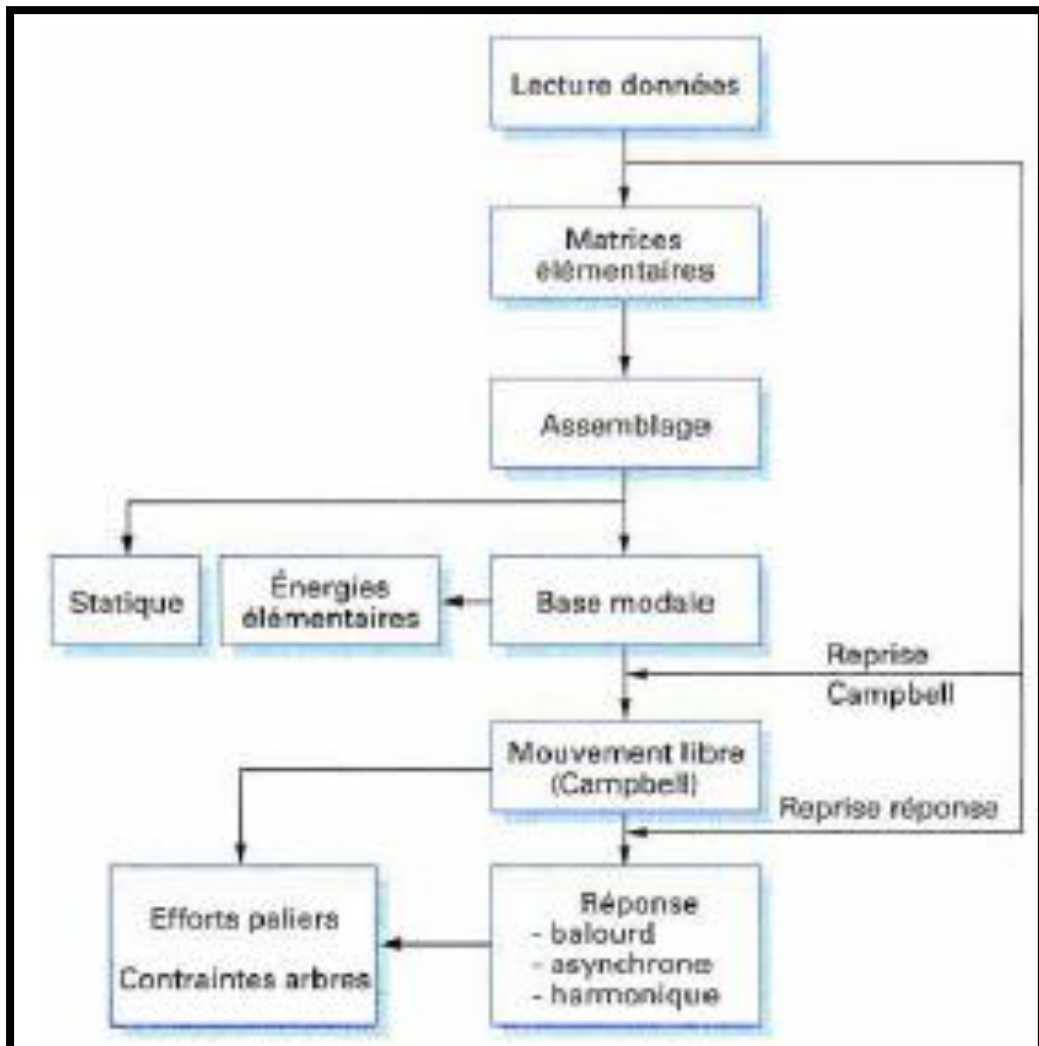 Lecture données
Matrices
élémentaires
Assemblage
Statique
Énergies
élémentaires
Base modale
Reprise
Campbell
Mouvement libre
(Campbell)
Reprise réponse
Efforts paliers
Contraintes arbres
Réponse
- balourd
- asynchrone
- harmonique